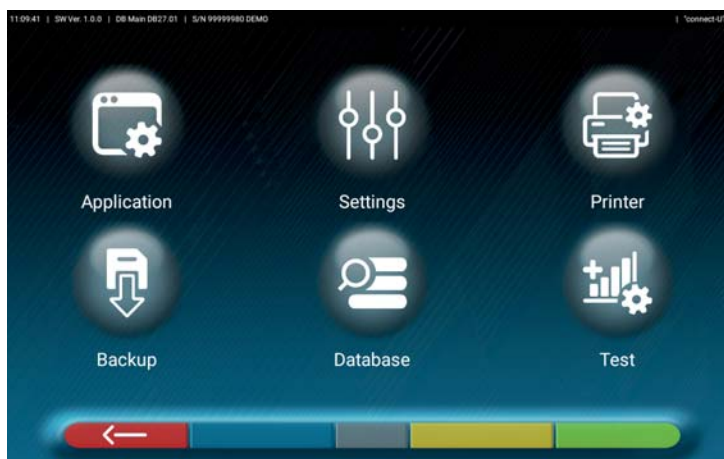 11:09:41 | SW Ver. 1.0.0 | DB Main DB27.01 | S/N 99999980 DEMO | "connect-U"
Application Settings Printer
Backup Database Test